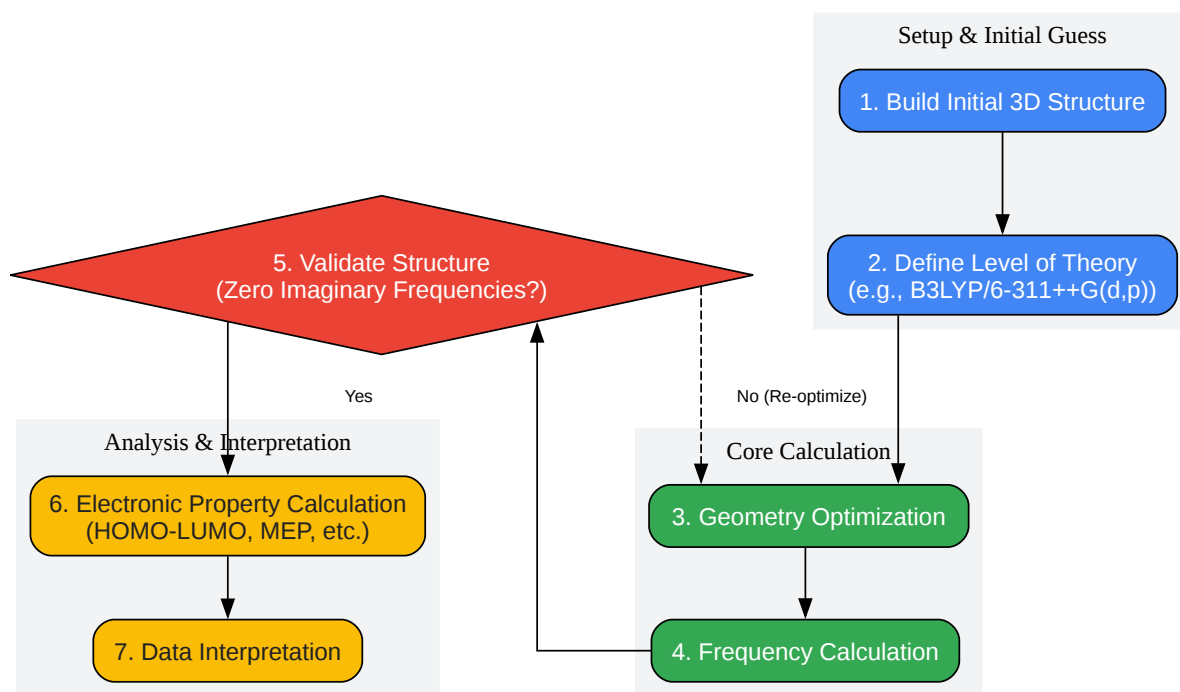 Setup & Initial Guess
1. Build Initial 3D Structure
2. Define Level of Theory
(e.g., B3LYP/6-311++G(d,p))
5. Validate Structure
(Zero Imaginary Frequencies?)
Yes
No (Re-optimize)
Analysis & Interpretation
6. Electronic Property Calculation
(HOMO-LUMO, MEP, etc.)
7. Data Interpretation
Core Calculation
3. Geometry Optimization
4. Frequency Calculation